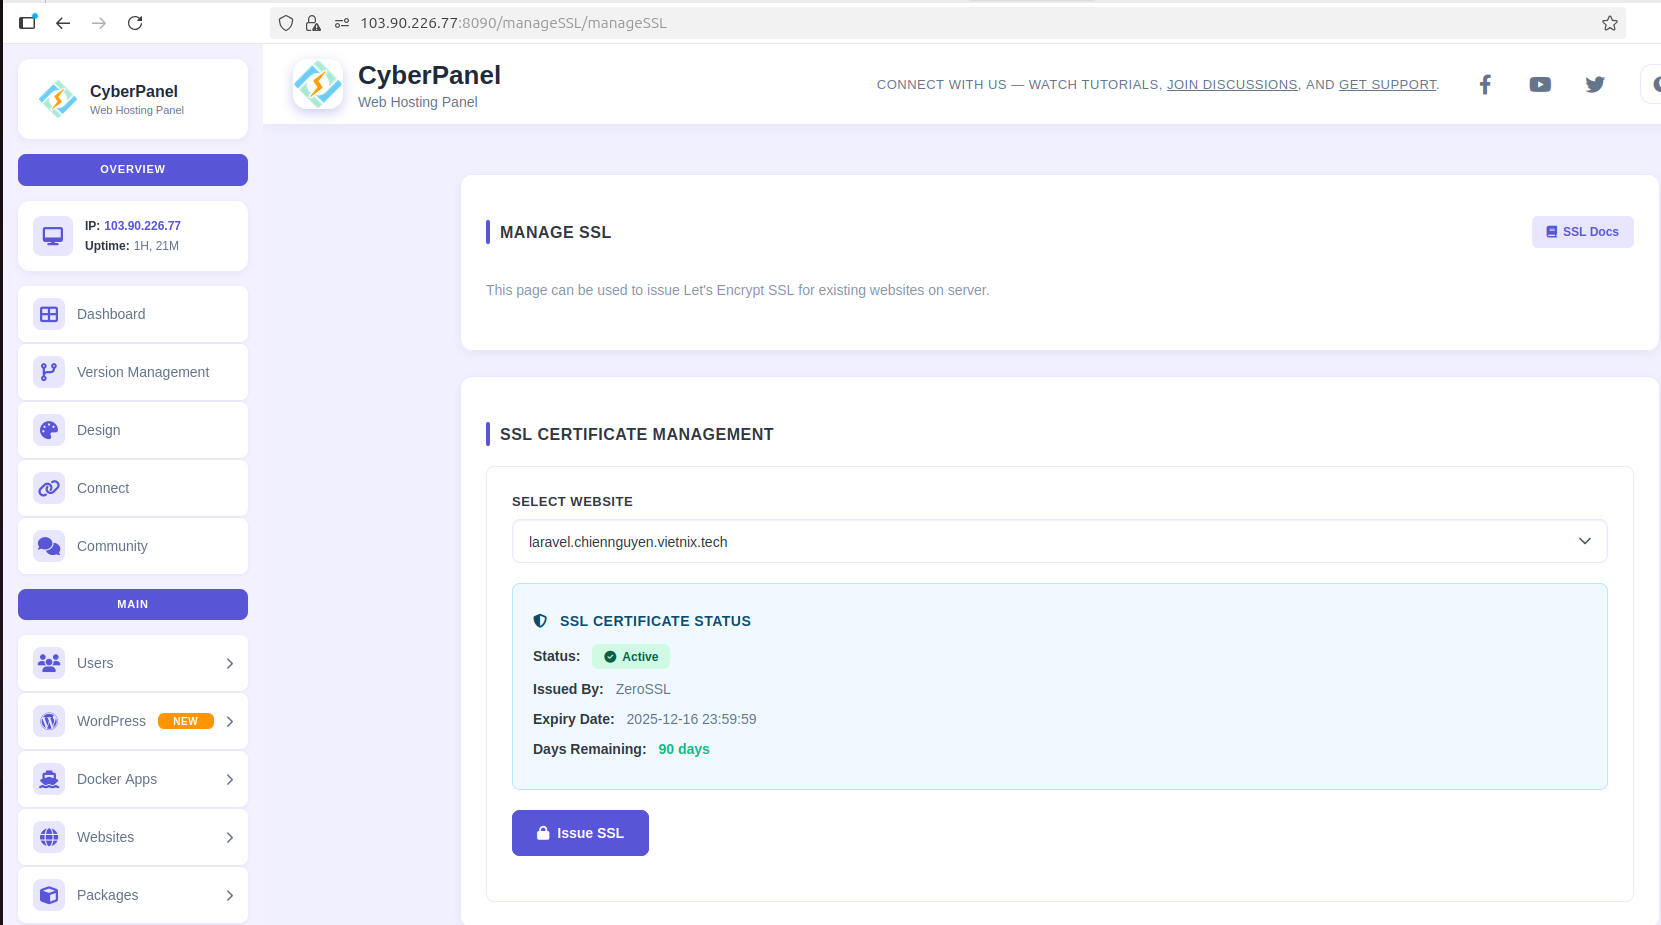 103.90.226.77:8090/manageSSL/manageSSL
CyberPanel
Web Hosting Panel
OVERVIEW
IP: 103.90.226.77
Uptime: 1H, 21M
Dashboard
Version Management
Design
Connect
Community
MAIN
Users
WordPress NEW
Docker Apps
Websites
Packages
CyberPanel
Web Hosting Panel
CONNECT WITH US — WATCH TUTORIALS, JOIN DISCUSSIONS, AND GET SUPPORT.
MANAGE SSL
SSL Docs
This page can be used to issue Let's Encrypt SSL for existing websites on server.
SSL CERTIFICATE MANAGEMENT
SELECT WEBSITE
laravel.chiennguyen.vietnix.tech
SSL CERTIFICATE STATUS
Status: Active
Issued By: ZeroSSL
Expiry Date: 2025-12-16 23:59:59
Days Remaining: 90 days
Issue SSL